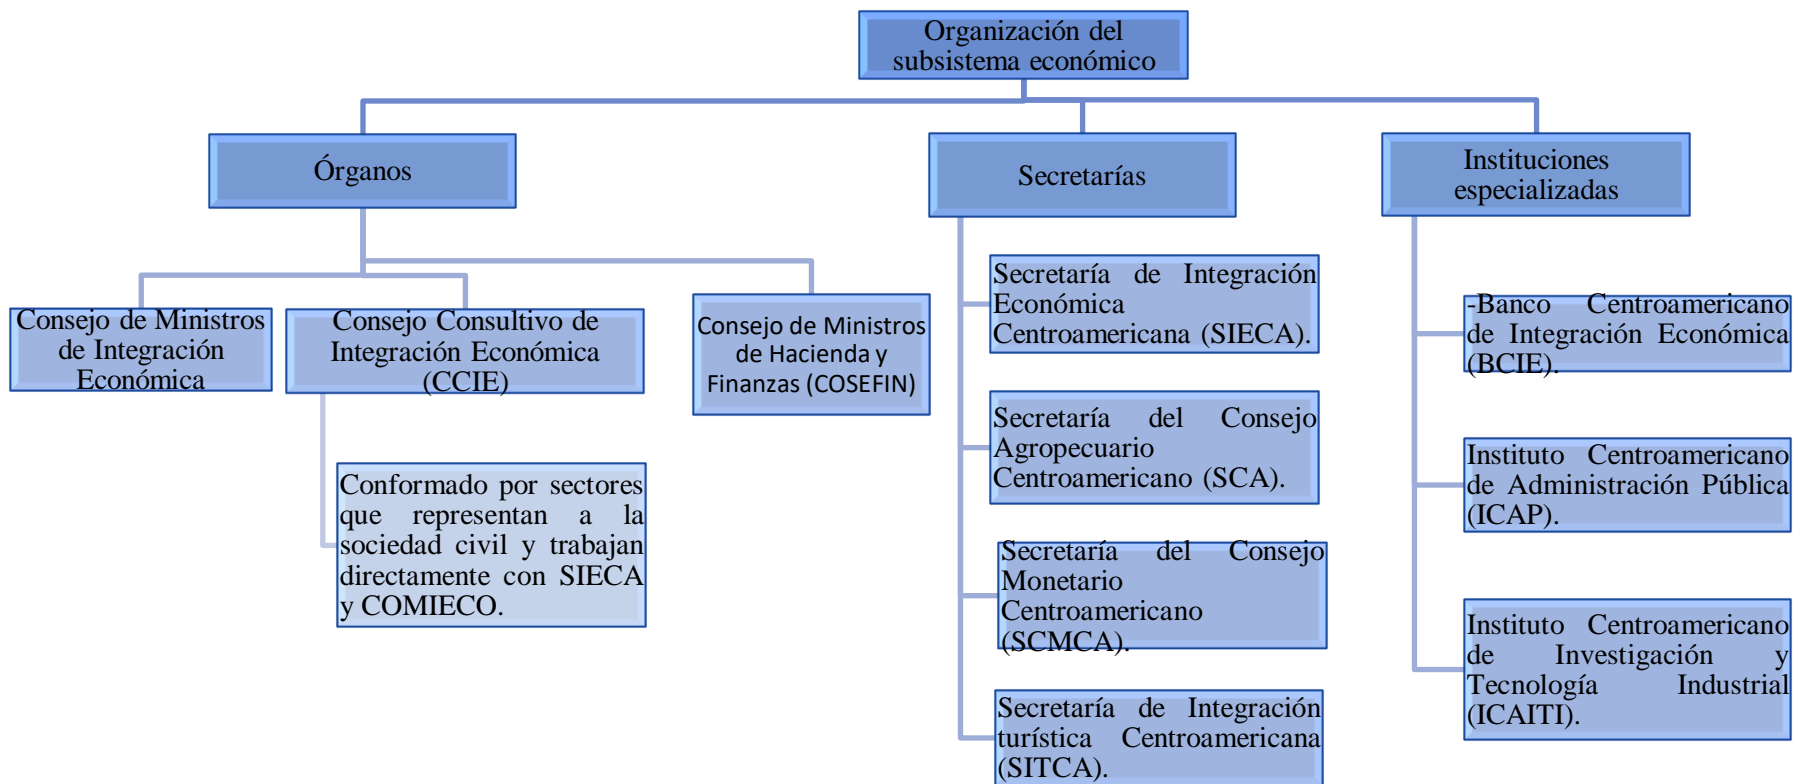 Organización del
subsistema económico
Órganos
Secretarías
Instituciones
especializadas
Consejo de Ministros
de Integración
Económica
Consejo Consultivo de
Integración Económica
(CCIE)
Consejo de Ministros
de Hacienda y
Finanzas (COSEFIN)
Conformado por sectores
que representan a la
sociedad civil y trabajan
directamente con SIECA
y COMIECO.
Secretaría de Integración
Económica
Centroamericana (SIECA).
Secretaría del Consejo
Agropecuario
Centroamericano (SCA).
Secretaría del Consejo
Monetario
Centroamericano
(SCMCA).
Secretaría de Integración
turística Centroamericana
(SITCA).
-Banco Centroamericano
de Integración Económica
(BCIE).
Instituto Centroamericano
de Administración Pública
(ICAP).
Instituto Centroamericano
de Investigación y
Tecnología Industrial
(ICAITI).